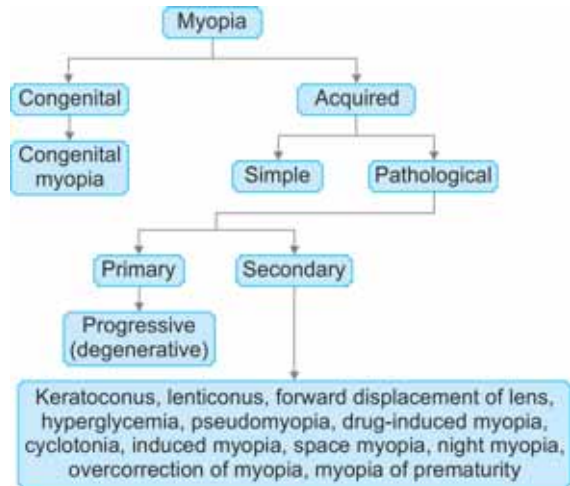 Myopia
Congenital
Acquired
Congenital
myopia
Simple
Pathological
Primary
Secondary
Progressive
(degenerative)
Keratoconus, lenticonus, forward displacement of lens,
hyperglycemia, pseudomyopia, drug-induced myopia,
cyclotonia, induced myopia, space myopia, night myopia,
overcorrection of myopia, myopia of prematurity